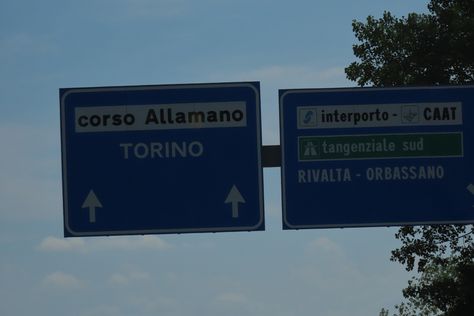 corso Allamano
TORINO
interporto - CAAT
tangenziale sud
RIVALTA - ORBASSANO